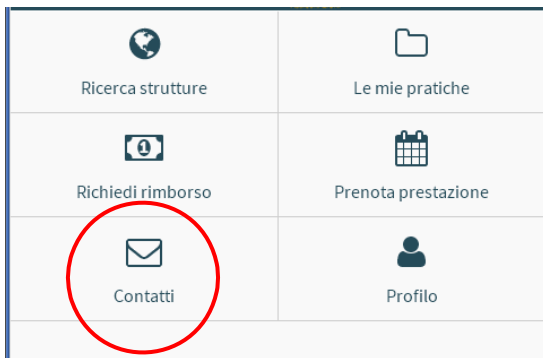 Ricerca strutture
Le mie pratiche
Richiedi rimborso
Prenota prestazione
Contatti
Profilo